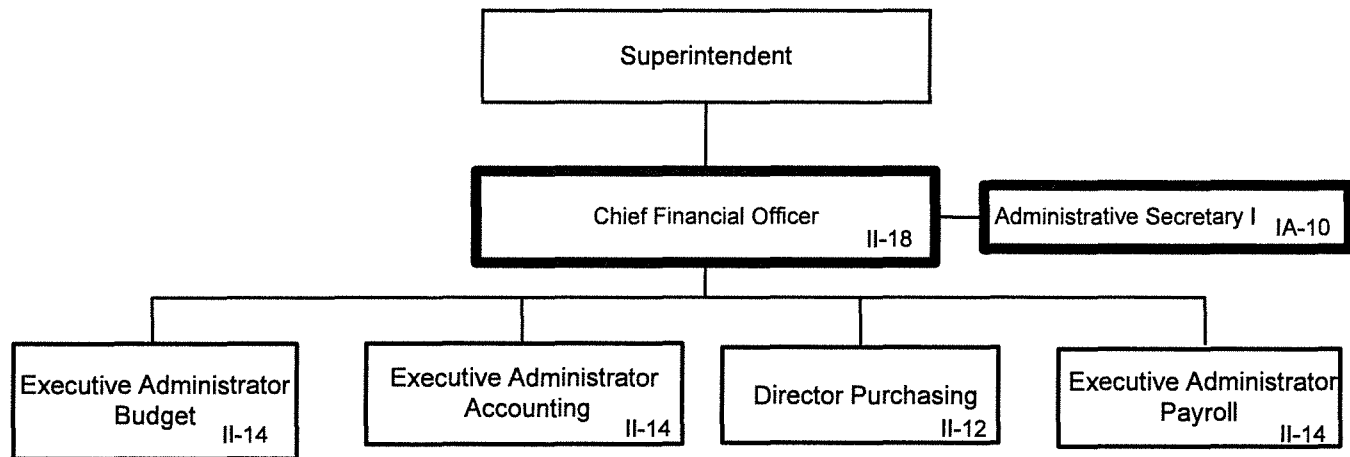 Superintendent
Chief Financial Officer
II-18
Administrative Secretary I
IA-10
Executive Administrator
Budget
II-14
Executive Administrator
Accounting
II-14
Director Purchasing
II-12
Executive Administrator
Payroll
II-14